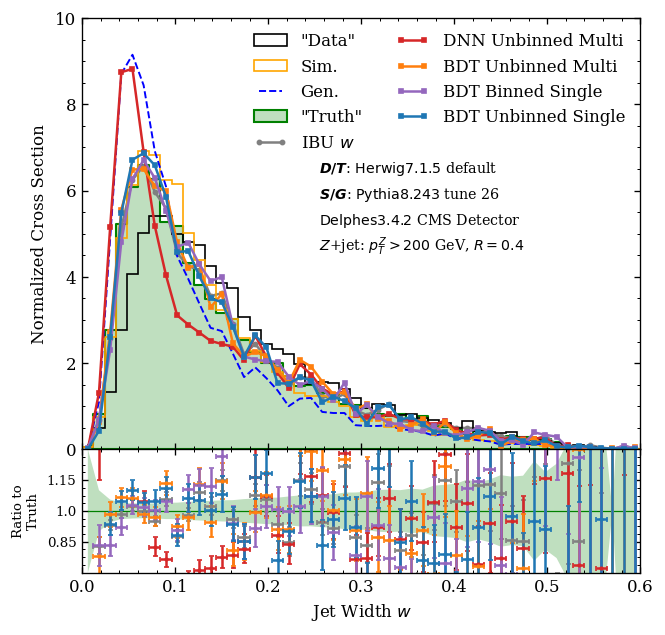 10
8
6
4
2
0
Normalized Cross Section
"Data"
Sim.
Gen.
"Truth"
IBU w
DNN Unbinned Multi
BDT Unbinned Multi
BDT Binned Single
BDT Unbinned Single
D/T: Herwig7.1.5 default
S/G: Pythia8.243 tune 26
Delphes3.4.2 CMS Detector
Z+jet: p_T^Z > 200 GeV, R = 0.4
1.15
1.0
0.85
Ratio to
Truth
0.0 0.1 0.2 0.3 0.4 0.5 0.6
Jet Width w